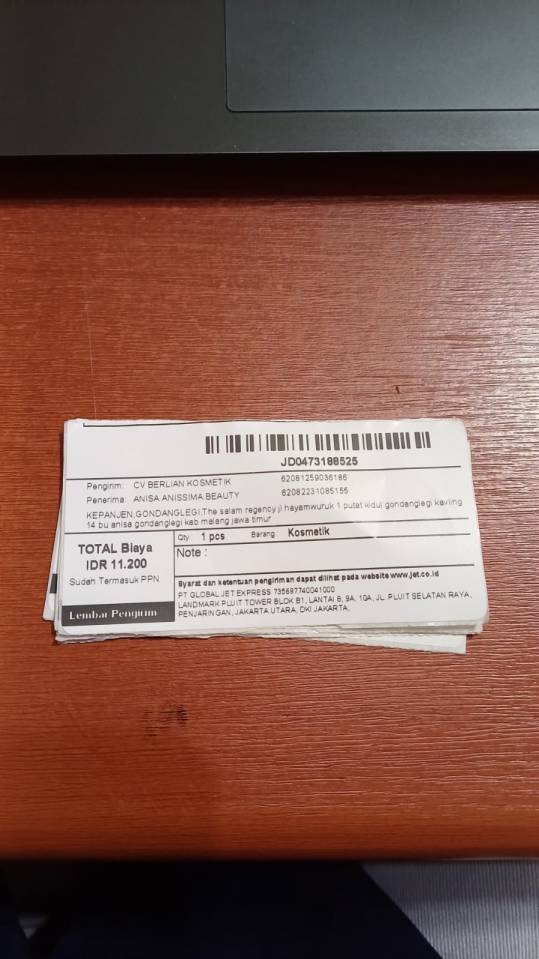 JD0473188525
Pengirim: CV BERLIAN KOSMETIK 62081259036186
Penerima: ANISA ANISSIMA BEAUTY 62082231085155
KEPANJEN,GONDANGLEGI,The salam regency jl hayamwuruk 1 putat kidul gondanglegi kavling
14 bu anisa gondanglegi kab malang jawa timur
TOTAL Biaya
IDR 11.200
Sudah Termasuk PPN
Lembar Pengirim
Qty 1 pcs Barang Kosmetik
Note :
Syarat dan ketentuan pengiriman dapat dilihat pada website www.jet.co.id
PT GLOBAL JET EXPRESS 735697740041000
LANDMARK PLUIT TOWER BLOK B1, LANTAI 8, 9A, 10A, JL. PLUIT SELATAN RAYA,
PENJARINGAN, JAKARTA UTARA, DKI JAKARTA.